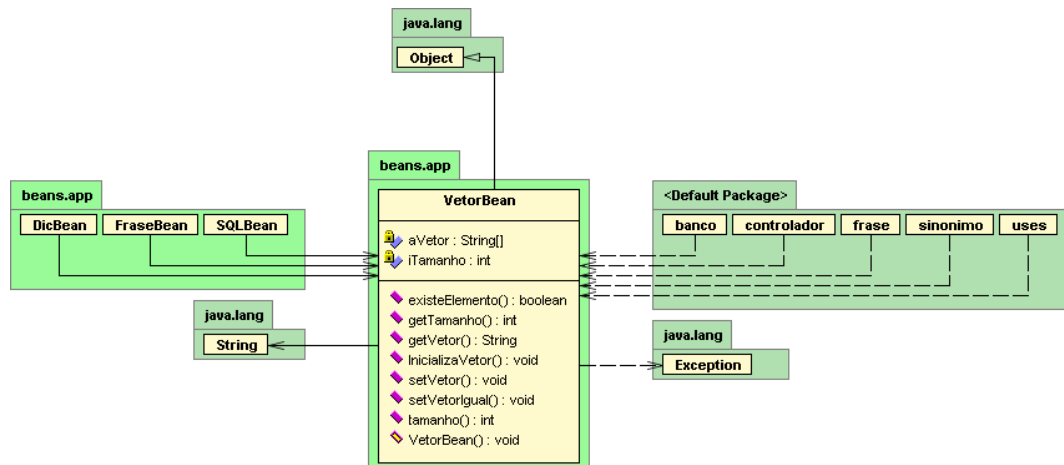 java.lang
Object
beans.app
DicBean FraseBean SQLBean
beans.app
VetorBean
aVetor : String[]
iTamanho : int
existeElemento() : boolean
getTamanho() : int
getVetor() : String
InicializaVetor() : void
setVetor() : void
setVetorIgual() : void
tamanho() : int
VetorBean() : void
<Default Package>
banco controlador frase sinonimo uses
java.lang
String
java.lang
Exception